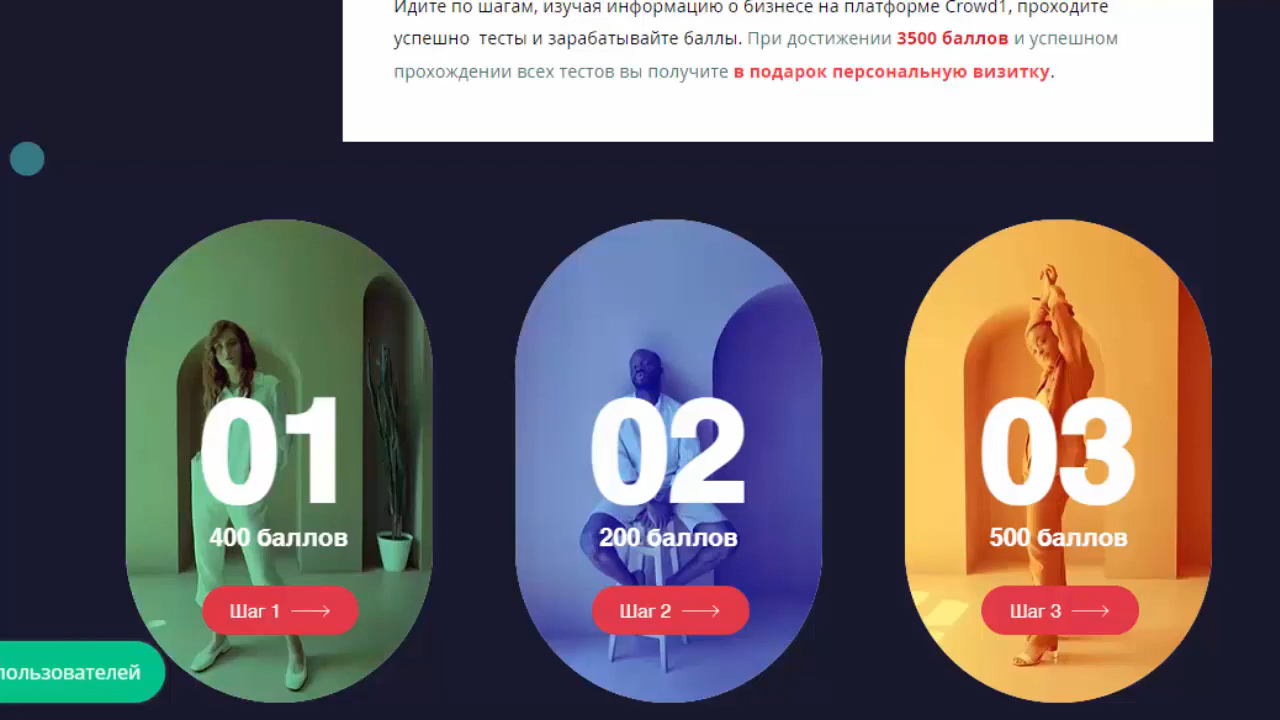 Идите по шагам, изучая информацию о бизнесе на платформе Crowd1, проходите
успешно тесты и зарабатывайте баллы. При достижении 3500 баллов и успешном
прохождении всех тестов вы получите в подарок персональную визитку.
01
400 баллов
Шаг 1
02
200 баллов
Шаг 2
03
500 баллов
Шаг 3
пользователей